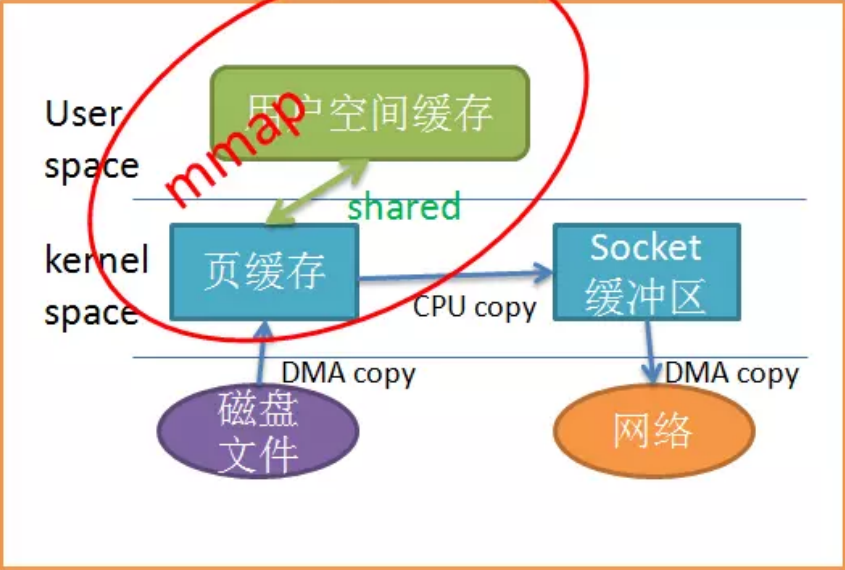 User
space
用户空间缓存
mmap
shared
kernel
space
页缓存
CPU copy
Socket
缓冲区
DMA copy
DMA copy
磁盘
文件
网络